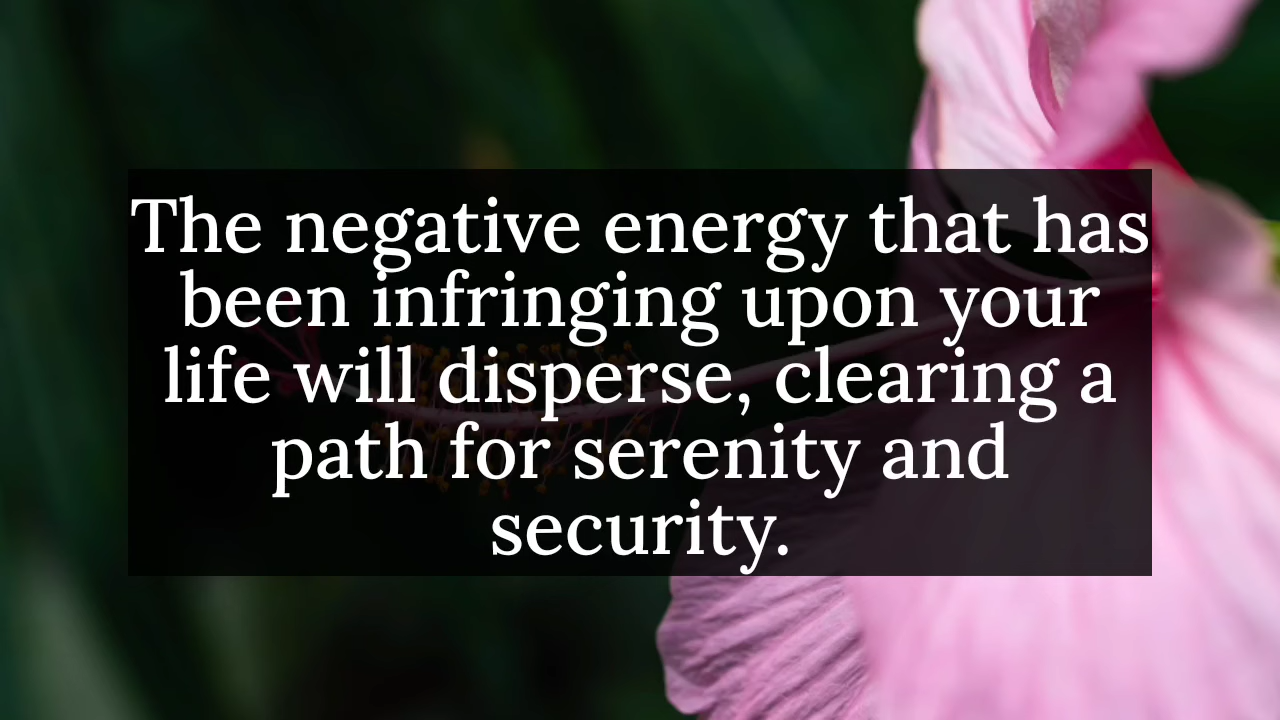 The negative energy that has
been infringing upon your
life will disperse, clearing a
path for serenity and
security.